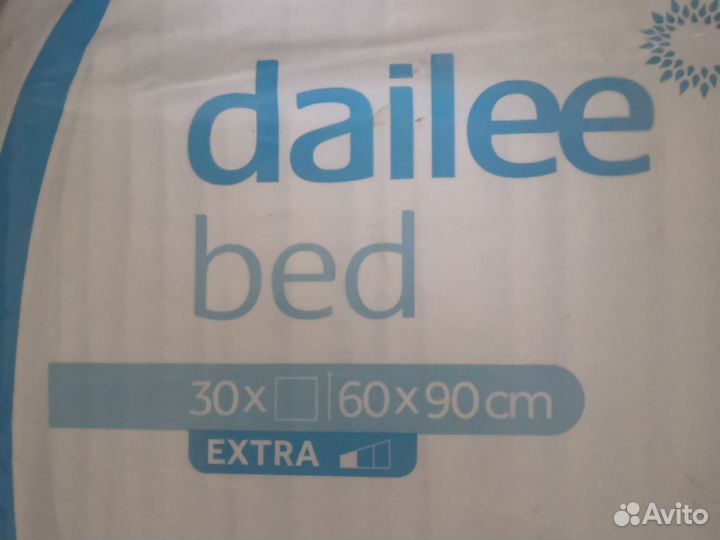 dailee
bed
30x 60x90cm
EXTRA
Avito